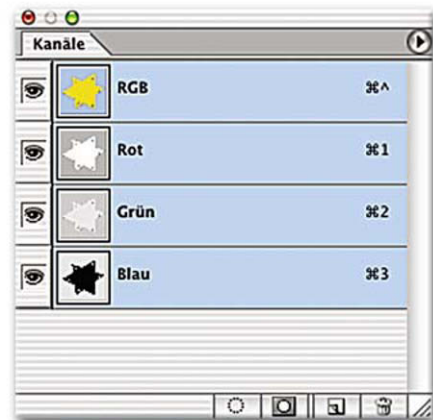 Kanäle
RGB ⌘^
Rot ⌘1
Grün ⌘2
Blau ⌘3